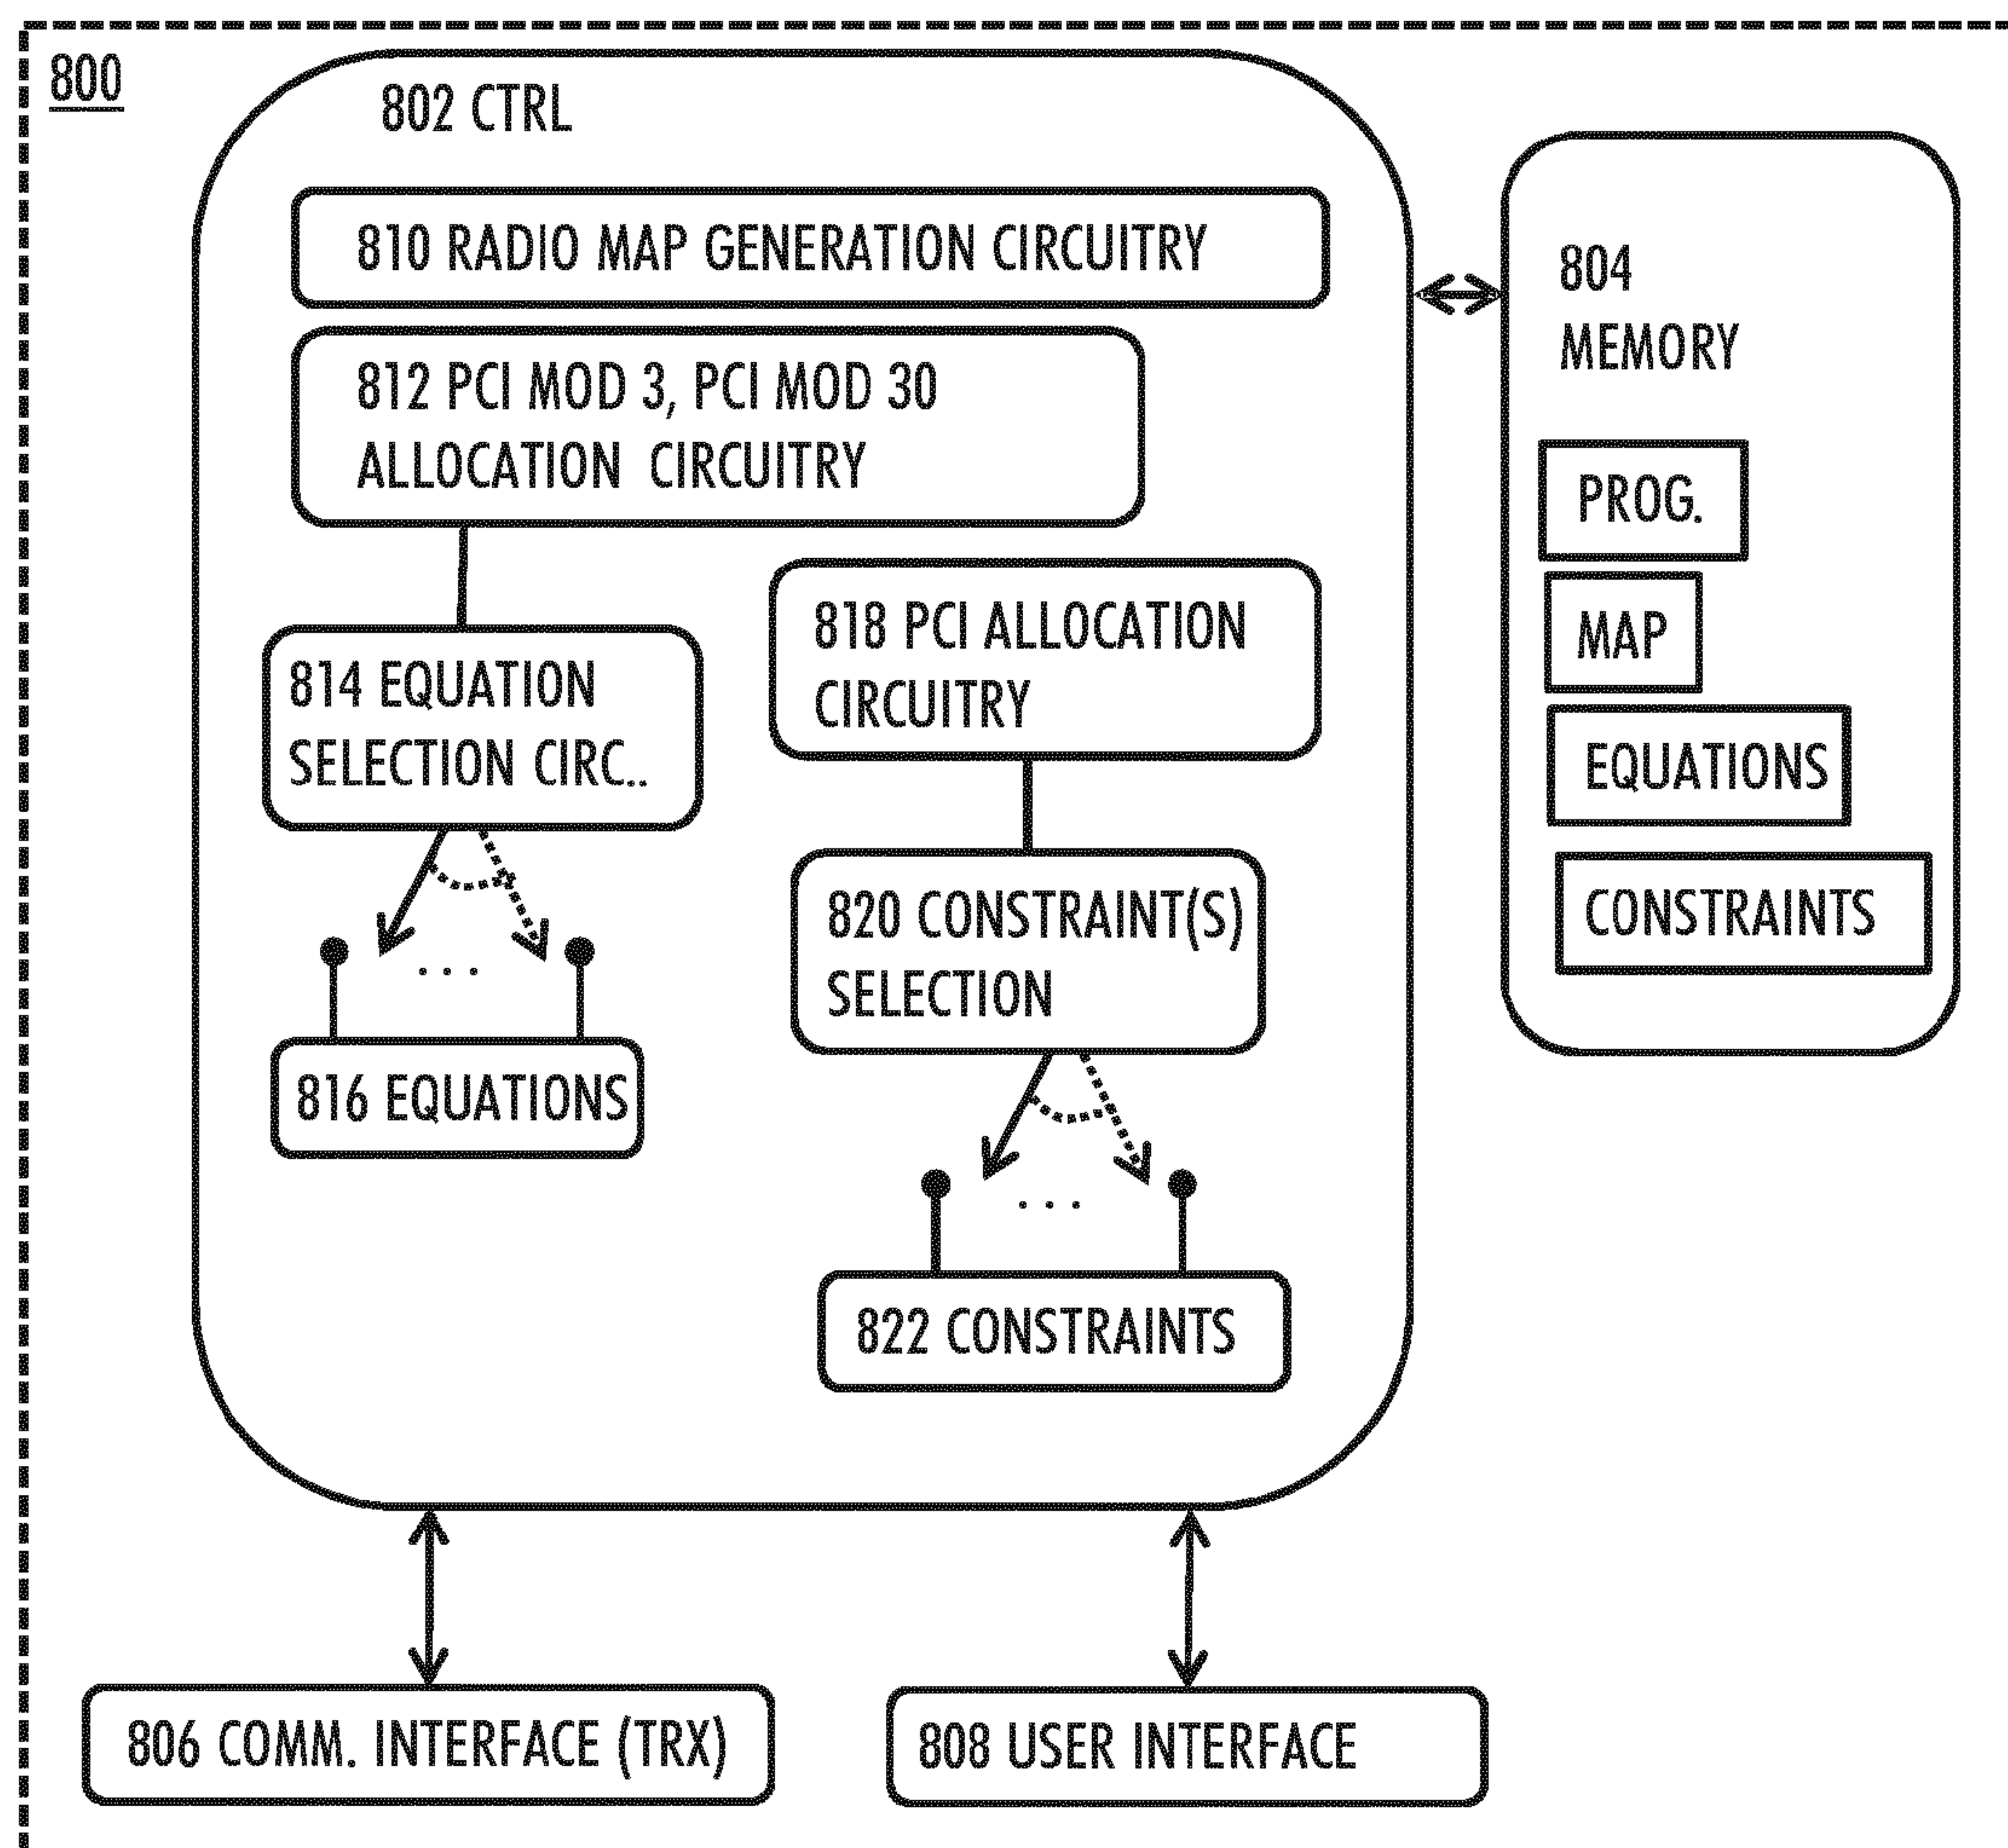 800
802 CTRL
810 RADIO MAP GENERATION CIRCUITRY
812 PCI MOD 3, PCI MOD 30
ALLOCATION CIRCUITRY
814 EQUATION
SELECTION CIRC..
816 EQUATIONS
818 PCI ALLOCATION
CIRCUITRY
820 CONSTRAINT(S)
SELECTION
822 CONSTRAINTS
804
MEMORY
PROG.
MAP
EQUATIONS
CONSTRAINTS
806 COMM. INTERFACE (TRX)
808 USER INTERFACE